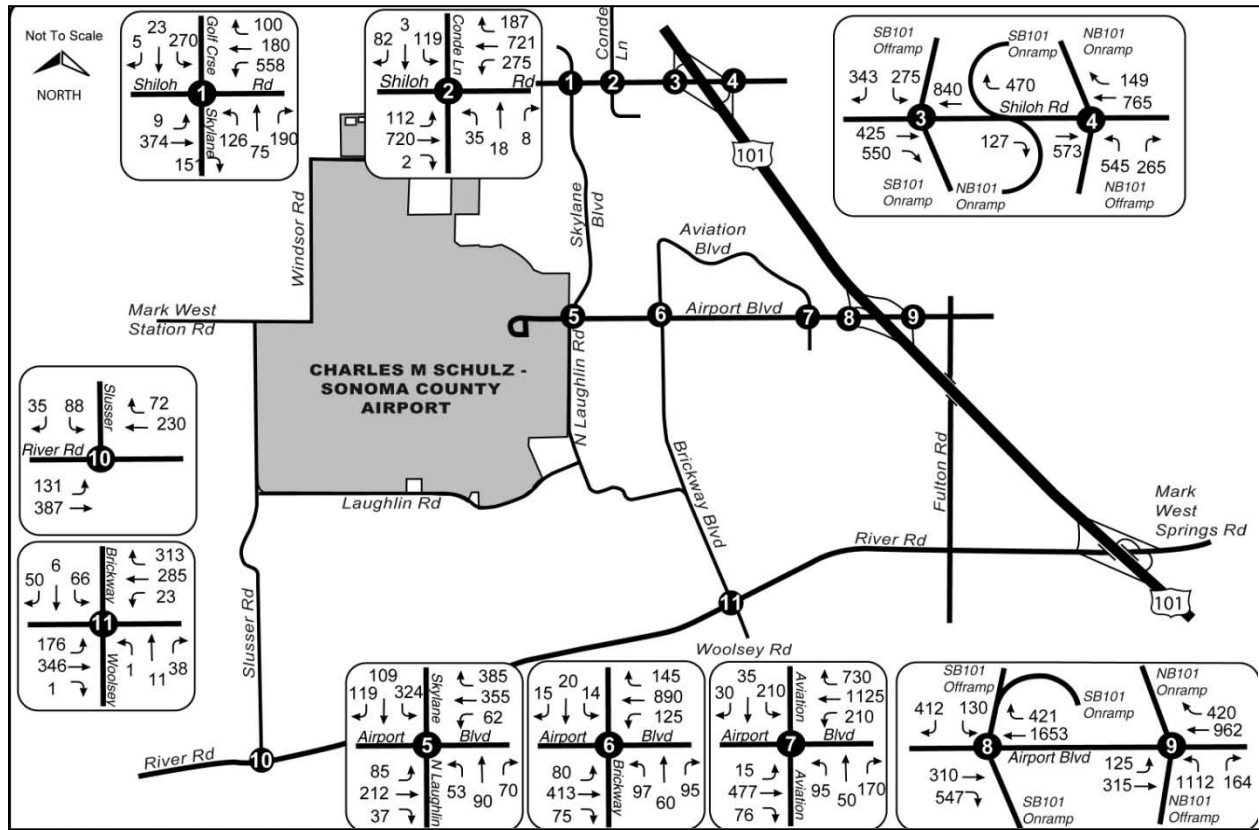 Not To Scale
NORTH
5 23 270
Golf Crse
100
180
558
Shiloh 1 Rd
Skylane
9
374
151
126 75 190
82 3 119
Conde Ln
187
721
275
Shiloh 2 Rd
112
720
2
35 18 8
Conde Ln
1 2 3 4
101
SB101 Offramp
SB101 Onramp
NB101 Onramp
343 275 840
470
Shiloh Rd
149
765
3
4
425
550
127
573
545 265
SB101 Onramp
NB101 Onramp
NB101 Offramp
Windsor Rd
Skylane Blvd
Aviation Blvd
Mark West
Station Rd
5 6 7 8 9
Airport Blvd
CHARLES M SCHULZ -
SONOMA COUNTY
AIRPORT
N Laughlin Rd
Brickway Blvd
Fulton Rd
Laughlin Rd
Mark
West
Springs Rd
River Rd
101
11
Woolsey Rd
Slusser Rd
River Rd
10
35 88
Slusser
72
230
River Rd
10
131
387
50 6 66
Brickway
313
285
23
11
Woolsey
176
346
1
1 11 38
119 109 324
Skylane
385
355
62
Airport 5 Blvd
N Laughlin
85
212
37
53 90 70
15 20 14
145
890
125
Airport 6 Blvd
Brickway
80
413
75
97 60 95
30 35 210
Aviation
730
1125
210
Airport 7 Blvd
Aviation
15
477
76
95 50 170
SB101 Offramp
SB101 Onramp
NB101 Onramp
412 130
421
1653
420
962
8
Airport Blvd
9
310
547
125
315
1112 164
SB101 Onramp
NB101 Offramp